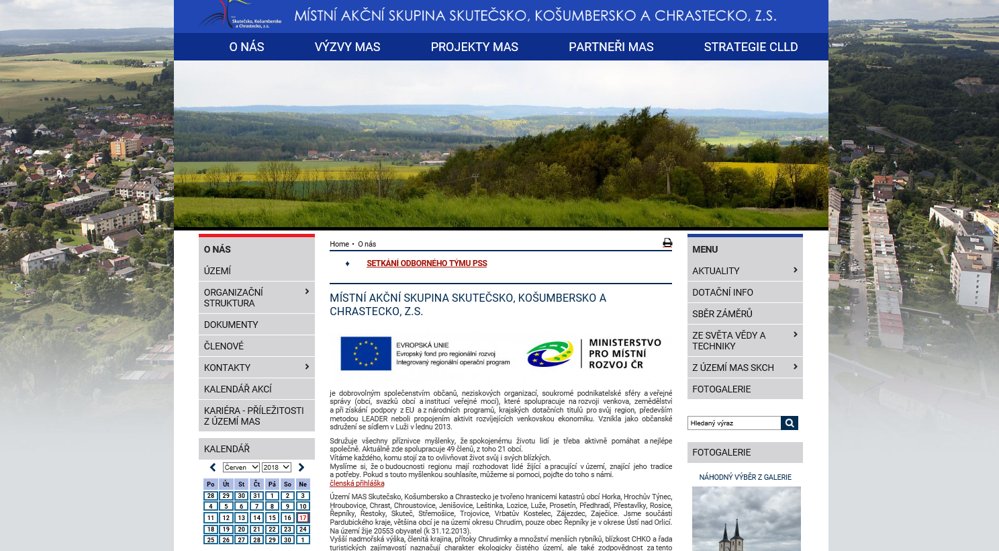 MAS
Skutečsko, Košumbersko
a Chrastecko, z.s.
MÍSTNÍ AKČNÍ SKUPINA SKUTEČSKO, KOŠUMBERSKO A CHRASTECKO, Z.S.
O NÁS
VÝZVY MAS
PROJEKTY MAS
PARTNEŘI MAS
STRATEGIE CLLD
O NÁS
ÚZEMÍ
ORGANIZAČNÍ
STRUKTURA
DOKUMENTY
ČLENOVÉ
KONTAKTY
KALENDÁŘ AKCÍ
KARIÉRA - PŘÍLEŽITOSTI
Z ÚZEMÍ MAS
KALENDÁŘ
Červen 2018
Po Út St Čt Pá So Ne
28 29 30 31 1 2 3
4 5 6 7 8 9 10
11 12 13 14 15 16 17
18 19 20 21 22 23 24
25 26 27 28 29 30 1
Home • O nás
♦ SETKÁNÍ ODBORNÉHO TÝMU PSS
MÍSTNÍ AKČNÍ SKUPINA SKUTEČSKO, KOŠUMBERSKO A
CHRASTECKO, Z.S.
EVROPSKÁ UNIE
Evropský fond pro regionální rozvoj
Integrovaný regionální operační program
MINISTERSTVO
PRO MÍSTNÍ
ROZVOJ ČR
je dobrovolným společenstvím občanů, neziskových organizací, soukromé podnikatelské sféry a veřejné
správy (obcí, svazků obcí a institucí veřejné moci), které spolupracuje na rozvoji venkova, zemědělství
a při získání podpory z EU a z národních programů, krajských dotačních titulů pro svůj region, především
metodou LEADER neboli propojením aktivit rozvíjejících venkovskou ekonomiku. Vznikla jako občanské
sdružení se sídlem v Luži v lednu 2013.
Sdružuje všechny příznivce myšlenky, že spokojenému životu lidí je třeba aktivně pomáhat a nejlépe
společně. Aktuálně zde spolupracuje 49 členů, z toho 21 obcí.
Vítáme každého, komu stojí za to ovlivňovat život svůj i svých blízkých.
Myslíme si, že o budoucnosti regionu mají rozhodovat lidé žijící a pracující v území, znající jeho tradice
a potřeby. Pokud s touto myšlenkou souhlasíte, můžeme si pomoci, pojďte do toho s námi.
členská přihláška
Území MAS Skutečsko, Košumbersko a Chrastecko je tvořeno hranicemi katastrů obcí Horka, Hrochův Týnec,
Hroubovice, Chrast, Chroustovice, Jenišovice, Leštinka, Lozice, Luže, Prosetín, Předhradí, Přestavlky, Rosice,
Řepníky, Řestoky, Skuteč, Střemošice, Trojovice, Vrbatův Kostelec, Zájezdec, Zaječice. Jsme součástí
Pardubického kraje, většina obcí je na území okresu Chrudim, pouze obec Řepníky je v okrese Ústí nad Orlicí.
Na území žije 20553 obyvatel (k 31.12.2013).
Vyšší nadmořská výška, členitá krajina, přítoky Chrudimky a množství menších rybníků, blízkost CHKO a řada
turistických zajímavostí naznačují charakter ekologicky čistého území, ale také zodpovědnost za tento
MENU
AKTUALITY
DOTAČNÍ INFO
SBĚR ZÁMĚRŮ
ZE SVĚTA VĚDY A
TECHNIKY
Z ÚZEMÍ MAS SKCH
FOTOGALERIE
Hledaný výraz
FOTOGALERIE
NÁHODNÝ VÝBĚR Z GALERIE